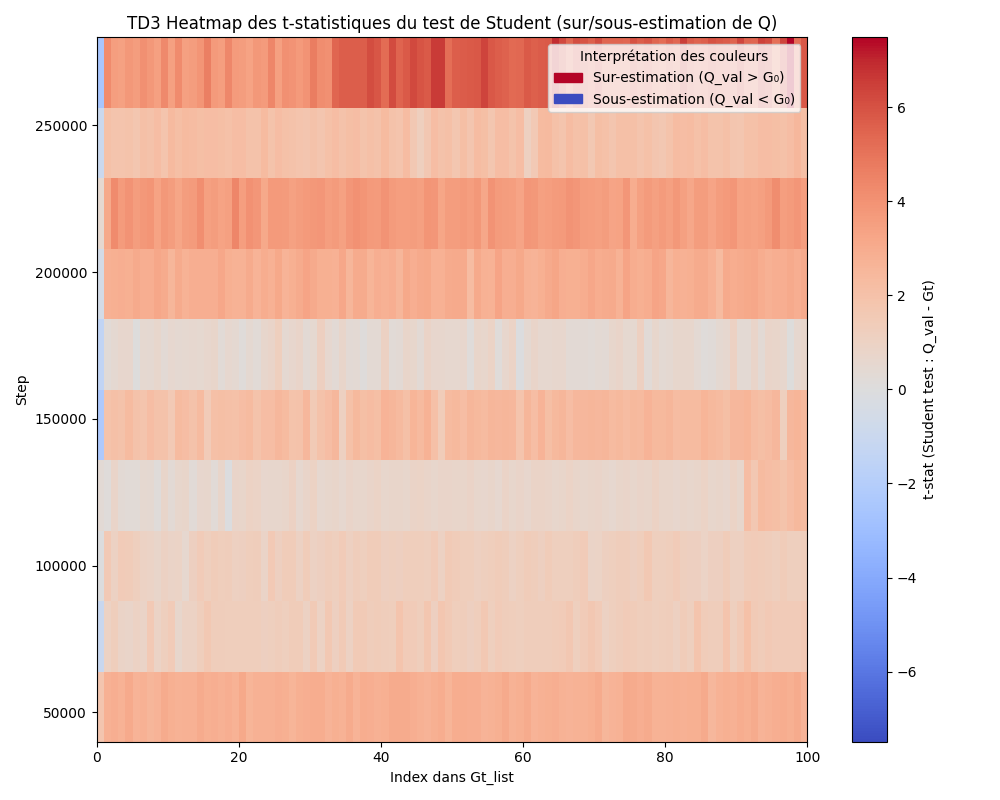 TD3 Heatmap des t-statistiques du test de Student (sur/sous-estimation de Q)
Interprétation des couleurs
Sur-estimation (Q_val > G₀)
Sous-estimation (Q_val < G₀)
250000
200000
150000
100000
50000
Step
0
20
40
60
80
100
Index dans Gt_list
6
4
2
0
−2
−4
−6
t-stat (Student test : Q_val - Gt)